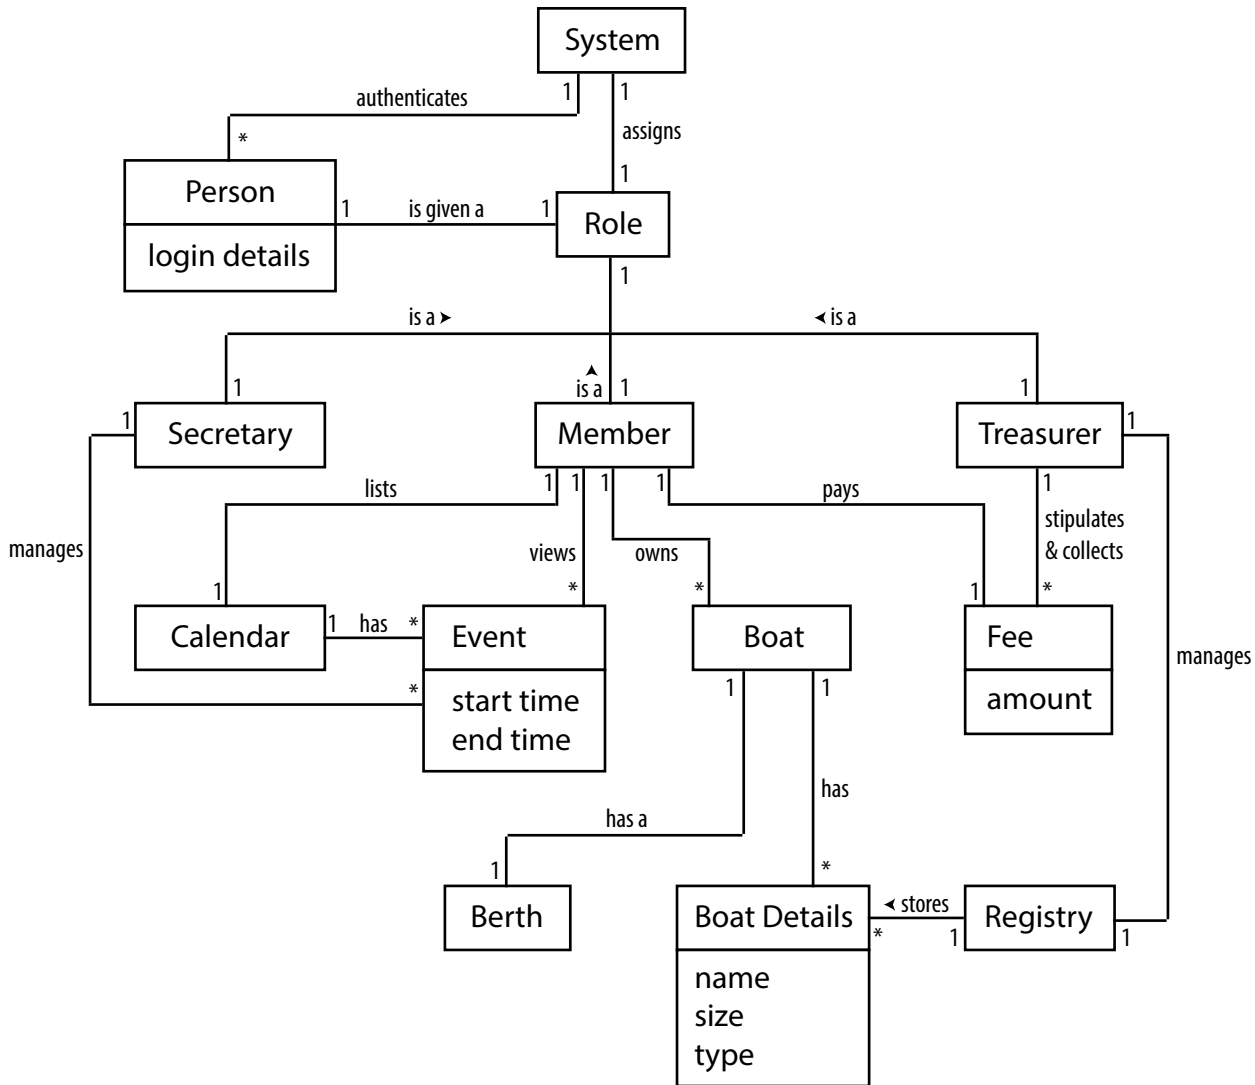 System
1
1
authenticates
*
assigns
1
Person
1
is given a
1
Role
login details
1
is a ➤
◄ is a
▲
is a
1
1
1
1
Secretary
Member
1
Treasurer
1
1
1
1
1
lists
pays
1
stipulates
& collects
manages
views
owns
1
*
*
1
*
Calendar
1
has
*
Event
Boat
Fee
manages
*
start time
end time
1
1
amount
has
has a
1
*
Berth
Boat Details
◄ stores
*
1
Registry
1
name
size
type